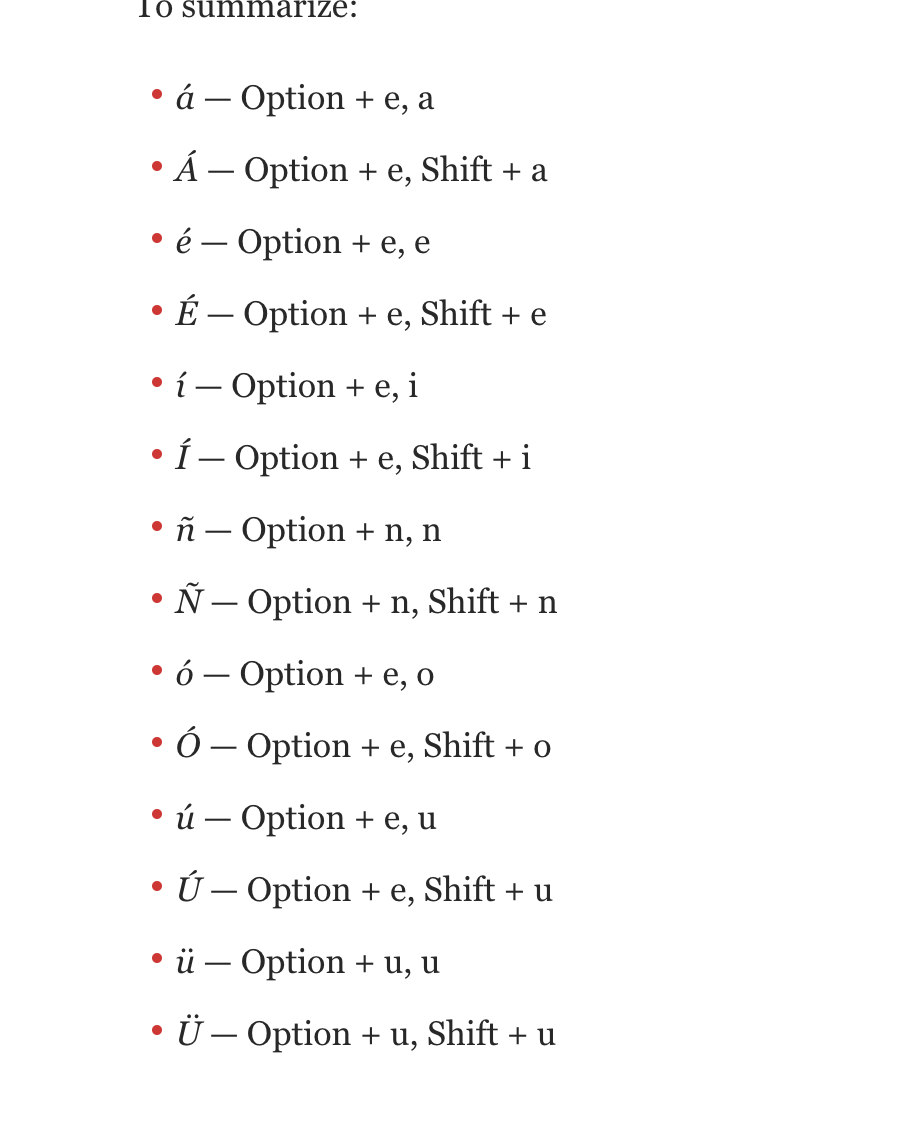 To summarize:
• á — Option + e, a
• Á — Option + e, Shift + a
• é — Option + e, e
• É — Option + e, Shift + e
• í — Option + e, i
• Í — Option + e, Shift + i
• ñ — Option + n, n
• Ñ — Option + n, Shift + n
• ó — Option + e, o
• Ó — Option + e, Shift + o
• ú — Option + e, u
• Ú — Option + e, Shift + u
• ü — Option + u, u
• Ü — Option + u, Shift + u